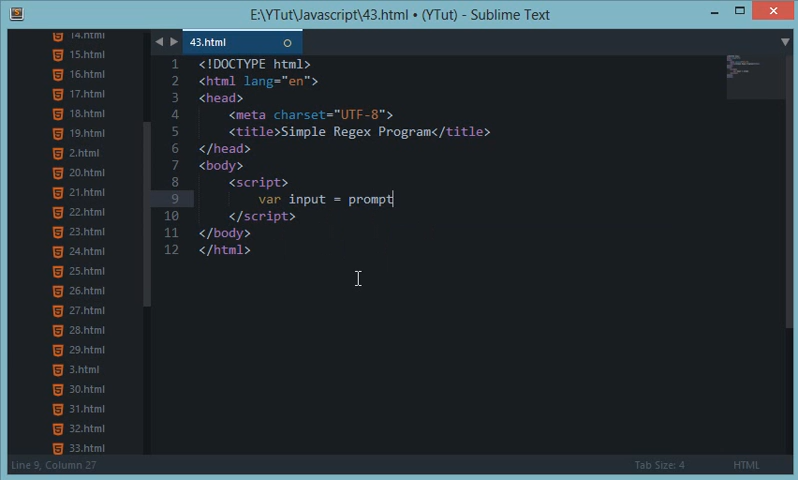 E:\YTut\Javascript\43.html • (YTut) - Sublime Text
14.html
15.html
16.html
17.html
18.html
19.html
2.html
20.html
21.html
22.html
23.html
24.html
25.html
26.html
27.html
28.html
29.html
3.html
30.html
31.html
32.html
33.html
43.html
1 <!DOCTYPE html>
2 <html lang="en">
3 <head>
4 <meta charset="UTF-8">
5 <title>Simple Regex Program</title>
6 </head>
7 <body>
8 <script>
9 var input = prompt
10 </script>
11 </body>
12 </html>
Line 9, Column 27
Tab Size: 4
HTML